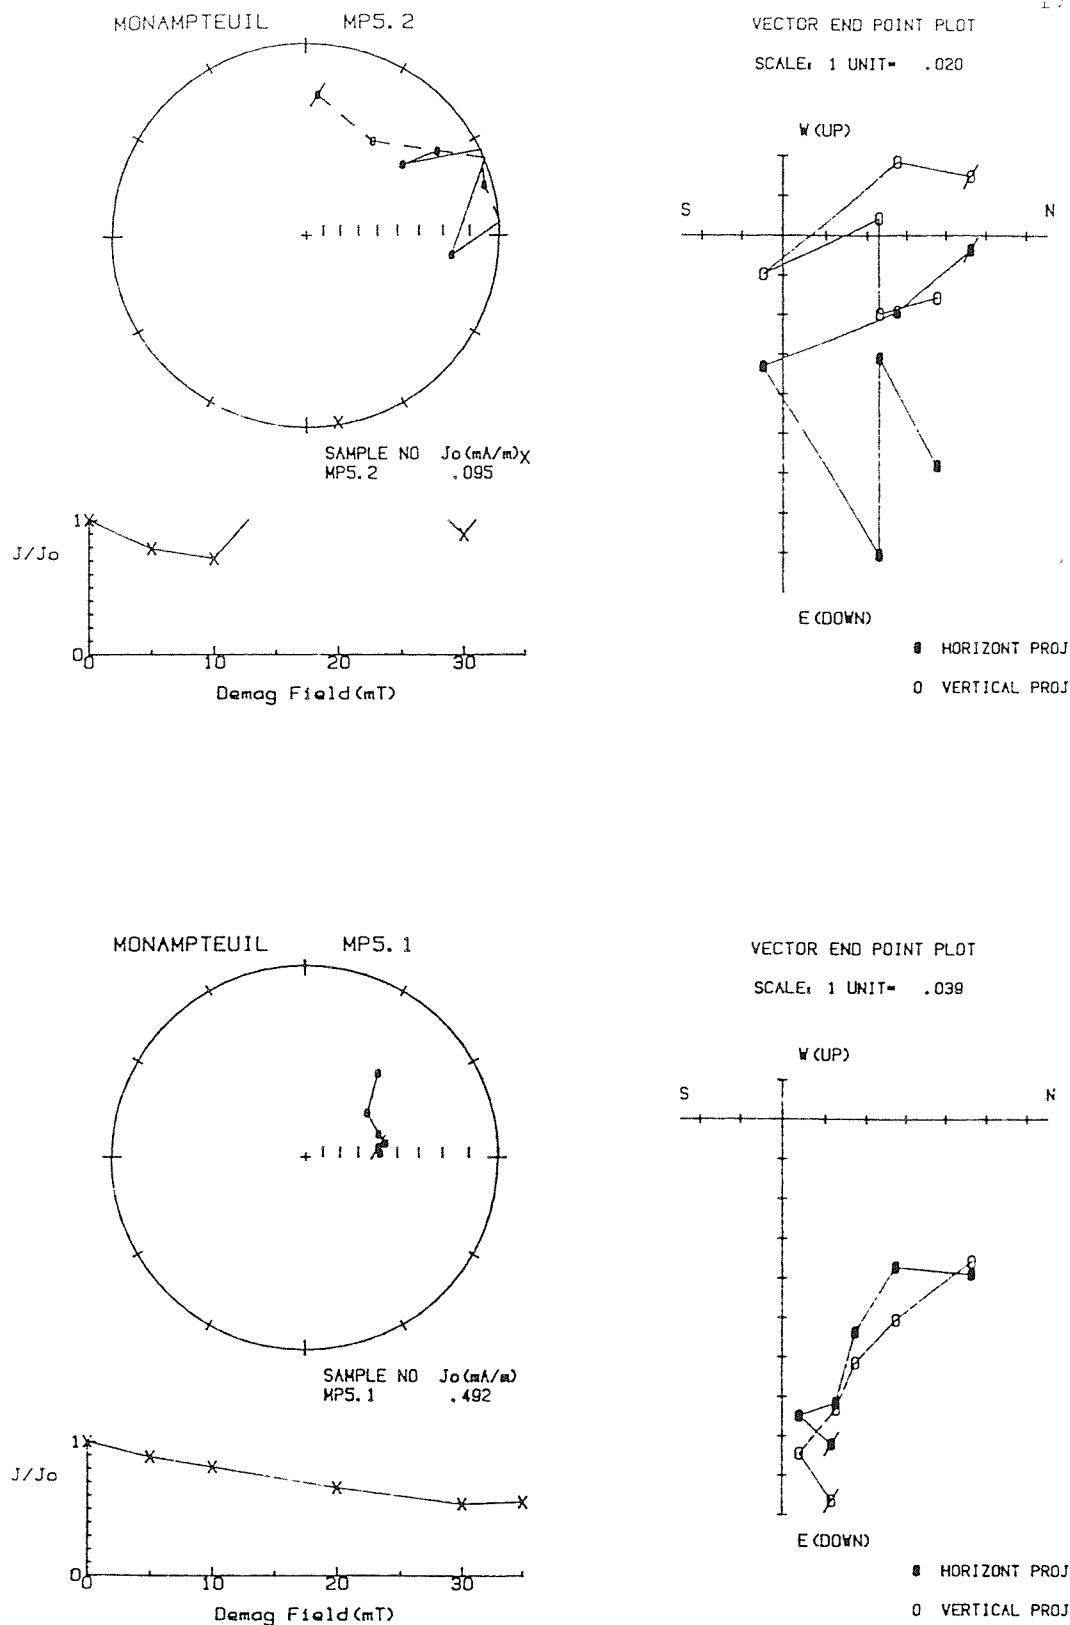 MONAMPTEUIL MP5.2
VECTOR END POINT PLOT
SCALE: 1 UNIT= .020
W(UP)
S N
SAMPLE NO Jo(mA/m)
MP5.2 .095
1
J/Jo
0
0 10 20 30
Demag Field(mT)
E(DOWN)
HORIZONT PROJ
VERTICAL PROJ
MONAMPTEUIL MP5.1
VECTOR END POINT PLOT
SCALE: 1 UNIT= .039
W(UP)
S N
SAMPLE NO Jo(mA/m)
MP5.1 .492
1
J/Jo
0
0 10 20 30
Demag Field(mT)
E(DOWN)
HORIZONT PROJ
VERTICAL PROJ